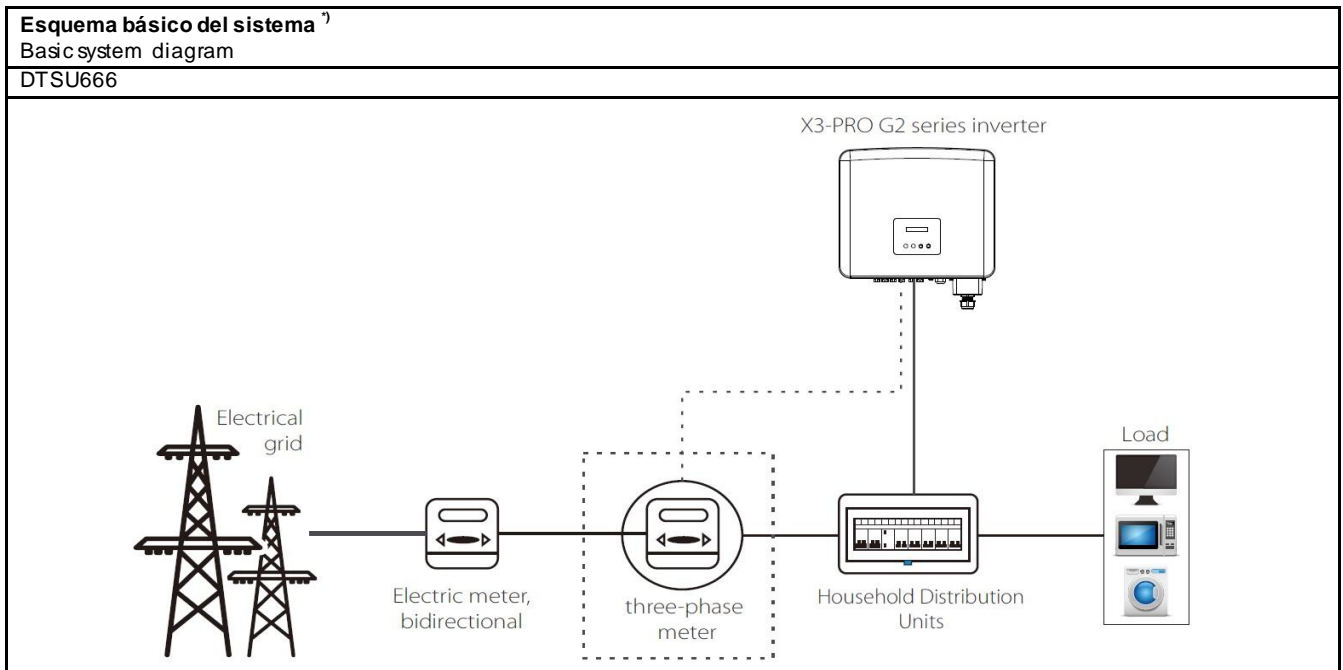 Esquema básico del sistema *)
Basic system diagram
DTSU666
X3-PRO G2 series inverter
Electrical
grid
Load
Electric meter,
bidirectional
three-phase
meter
Household Distribution
Units